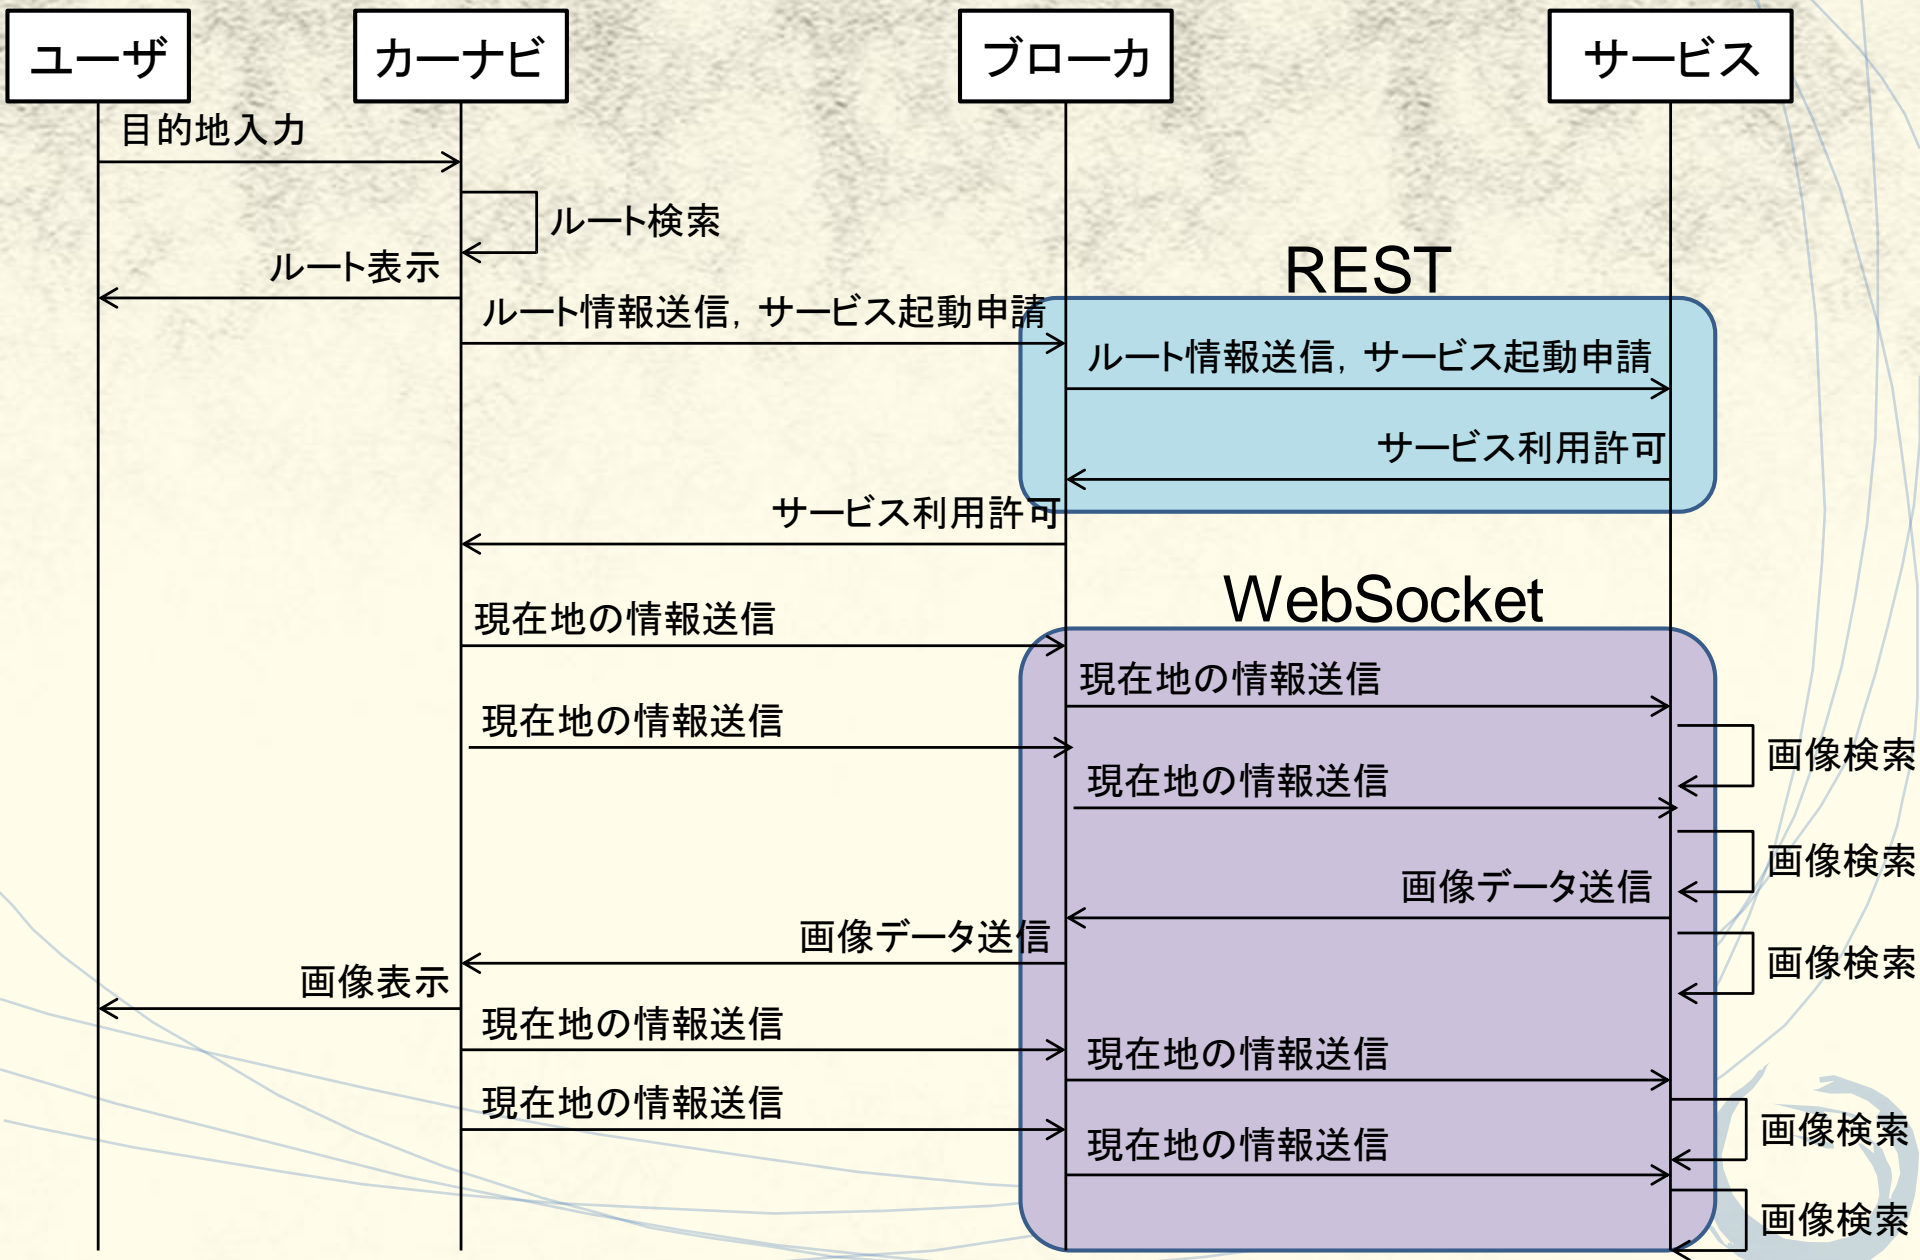 ユーザ
カーナビ
ブローカ
サービス
目的地入力
ルート検索
ルート表示
REST
ルート情報送信，サービス起動申請
ルート情報送信，サービス起動申請
サービス利用許可
サービス利用許可
WebSocket
現在地の情報送信
現在地の情報送信
現在地の情報送信
画像検索
現在地の情報送信
画像検索
画像データ送信
画像データ送信
画像検索
画像表示
現在地の情報送信
現在地の情報送信
現在地の情報送信
画像検索
現在地の情報送信
画像検索